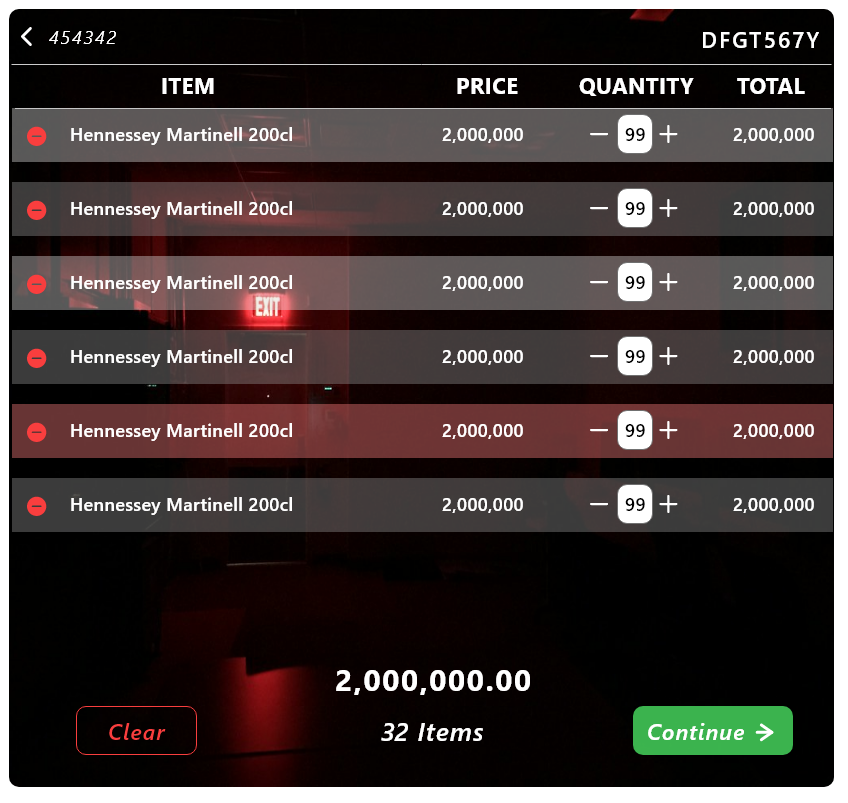 454342 DFGT567Y
ITEM PRICE QUANTITY TOTAL
Hennessey Martinell 200cl 2,000,000 — 99 + 2,000,000
Hennessey Martinell 200cl 2,000,000 — 99 + 2,000,000
Hennessey Martinell 200cl 2,000,000 — 99 + 2,000,000
EXIT
Hennessey Martinell 200cl 2,000,000 — 99 + 2,000,000
Hennessey Martinell 200cl 2,000,000 — 99 + 2,000,000
Hennessey Martinell 200cl 2,000,000 — 99 + 2,000,000
2,000,000.00
Clear 32 Items Continue →